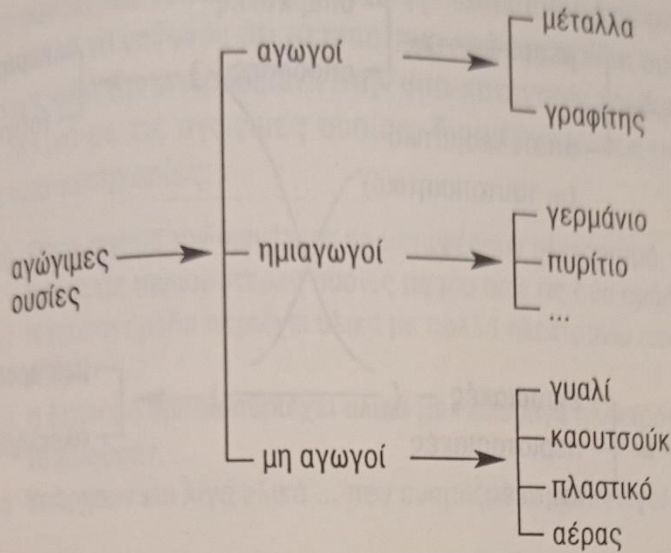 αγώγιμες
ουσίες
αγωγοί
μέταλλα
γραφίτης
ημιαγωγοί
γερμάνιο
πυρίτιο
...
μη αγωγοί
γυαλί
καουτσούκ
πλαστικό
αέρας